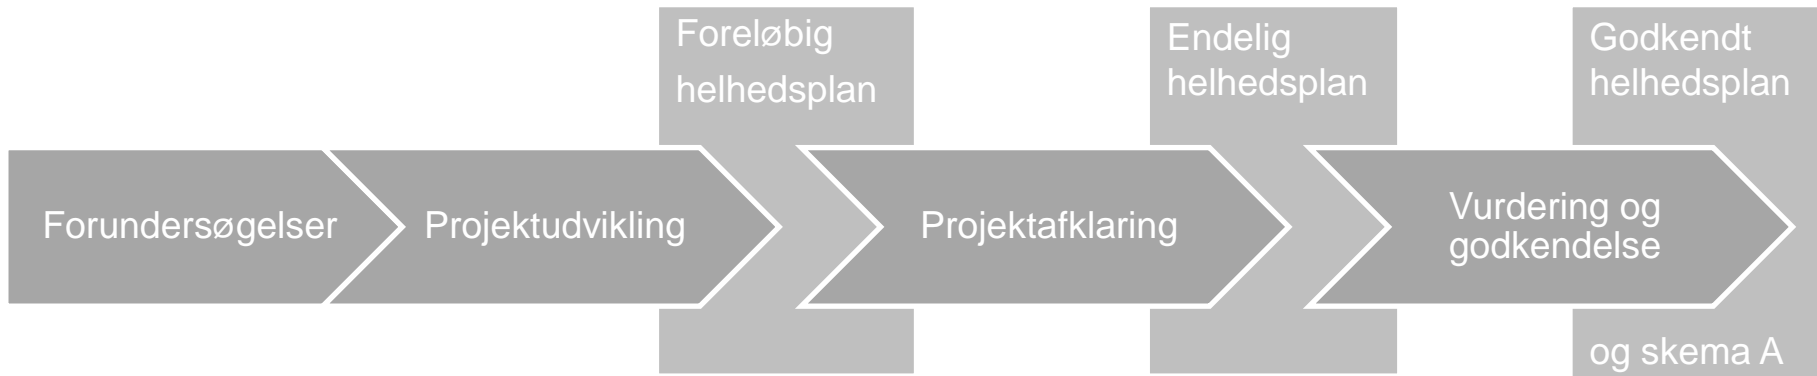 Foreløbig
helhedsplan
Endelig
helhedsplan
Godkendt
helhedsplan
Forundersøgelser
Projektudvikling
Projektafklaring
Vurdering og
godkendelse
og skema A